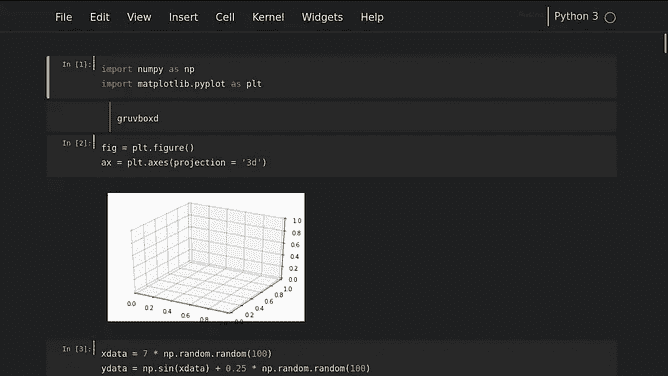 File Edit View Insert Cell Kernel Widgets Help Python 3
In [1]: import numpy as np
import matplotlib.pyplot as plt
gruvboxd
In [2]: fig = plt.figure()
ax = plt.axes(projection = '3d')
1.0
0.8
0.6
0.4
0.2
0.0
1.0
0.8
0.6
0.4
0.2
0.0
0.0 0.2 0.4 0.6 0.8
In [3]: xdata = 7 * np.random.random(100)
ydata = np.sin(xdata) + 0.25 * np.random.random(100)